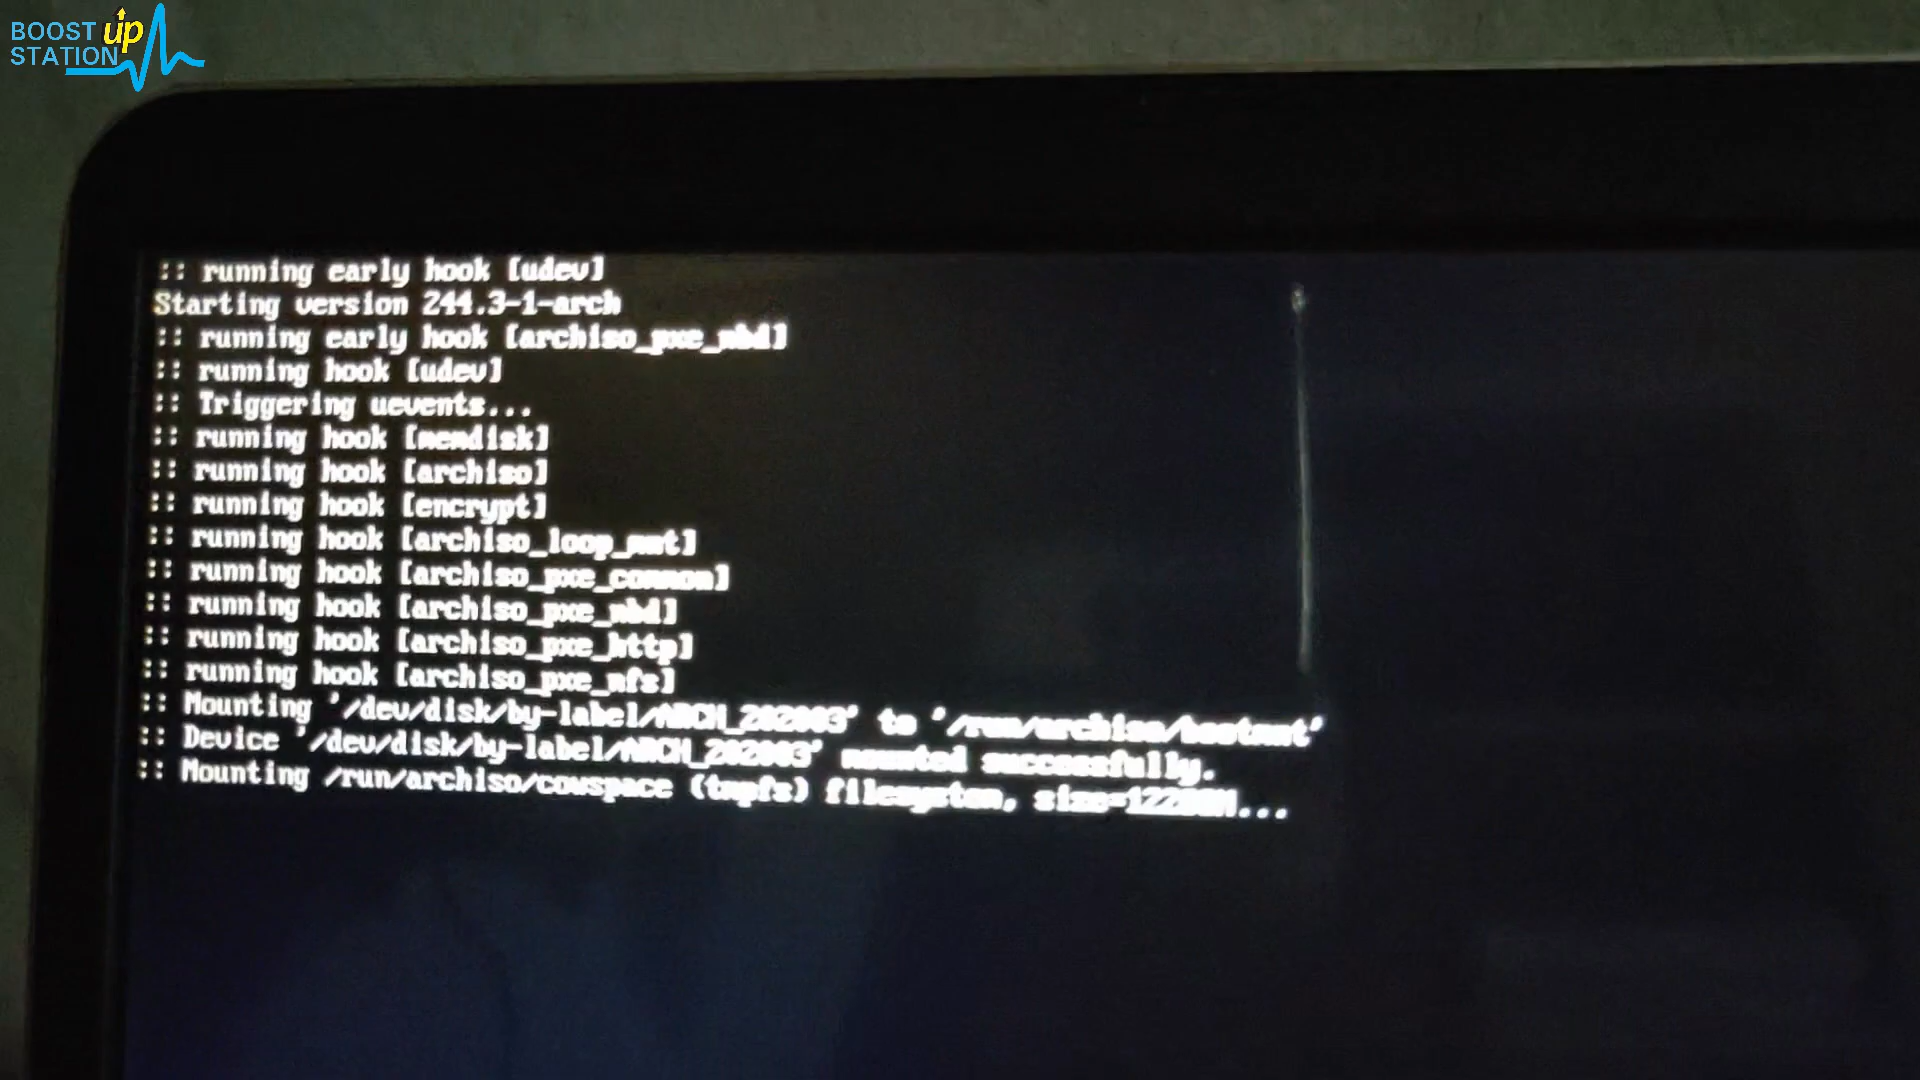 BOOST up
STATION
:: running early hook [udev]
Starting version 244.3-1-arch
:: running early hook [archiso_pxe_nbd]
:: running hook [udev]
:: Triggering uevents...
:: running hook [memdisk]
:: running hook [archiso]
:: running hook [encrypt]
:: running hook [archiso_loop_mnt]
:: running hook [archiso_pxe_common]
:: running hook [archiso_pxe_nbd]
:: running hook [archiso_pxe_http]
:: running hook [archiso_pxe_nfs]
:: Mounting '/dev/disk/by-label/ARCH_202003' to '/run/archiso/bootmnt'
:: Device '/dev/disk/by-label/ARCH_202003' mounted successfully.
:: Mounting /run/archiso/cowspace (tmpfs) filesystem,